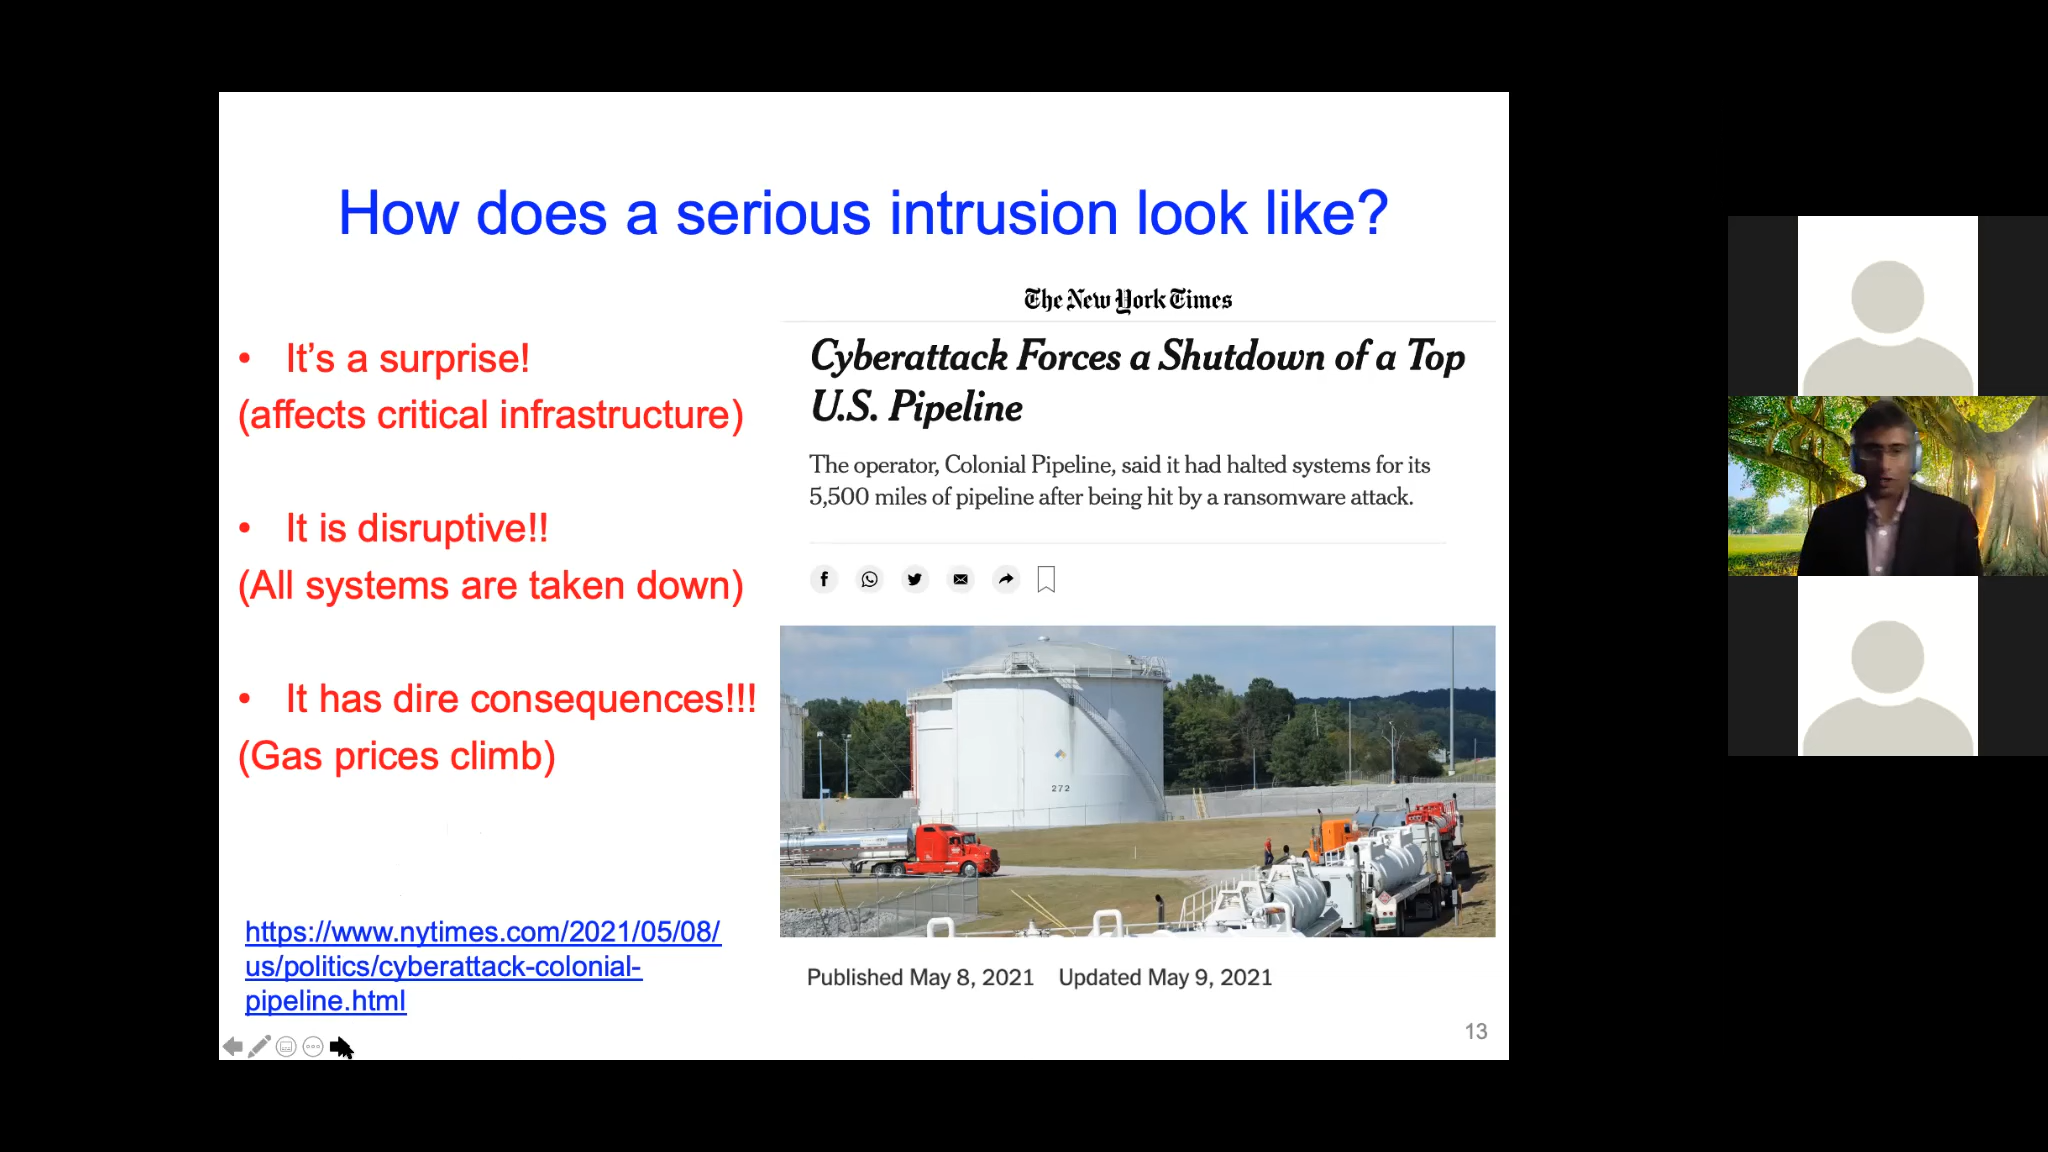 How does a serious intrusion look like?
• It’s a surprise!
(affects critical infrastructure)
• It is disruptive!!
(All systems are taken down)
• It has dire consequences!!!
(Gas prices climb)
https://www.nytimes.com/2021/05/08/
us/politics/cyberattack-colonial-
pipeline.html
The New York Times
Cyberattack Forces a Shutdown of a Top
U.S. Pipeline
The operator, Colonial Pipeline, said it had halted systems for its
5,500 miles of pipeline after being hit by a ransomware attack.
272
Published May 8, 2021 Updated May 9, 2021
13